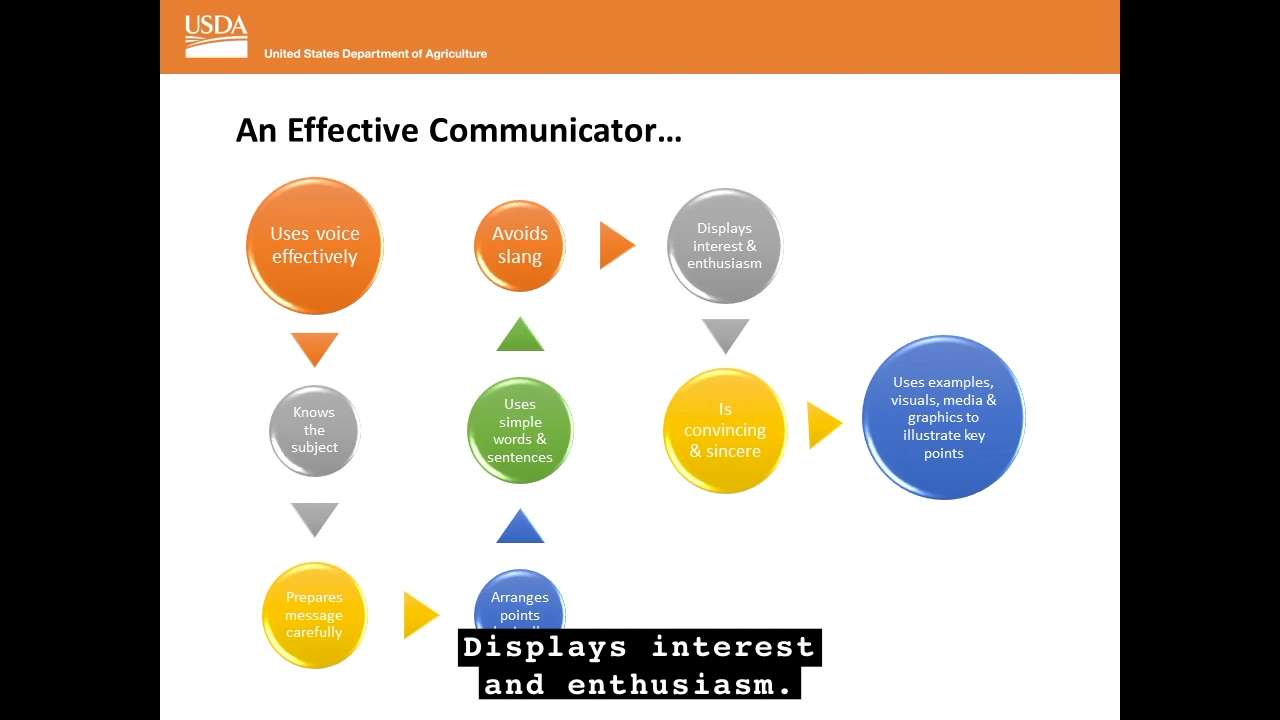 USDA
United States Department of Agriculture
An Effective Communicator...
Uses voice
effectively
Knows
the
subject
Prepares
message
carefully
Arranges
points
Uses
simple
words &
sentences
Avoids
slang
Displays
interest &
enthusiasm
Is
convincing
& sincere
Uses examples,
visuals, media &
graphics to
illustrate key
points
Displays interest
and enthusiasm.